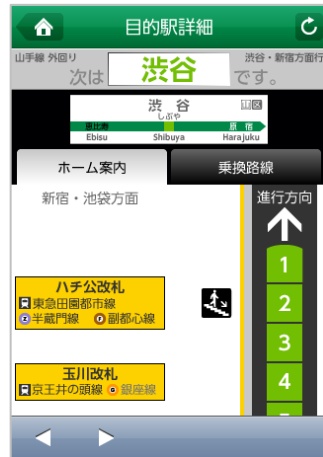 目的駅詳細
山手線 外回り
渋谷・新宿方面行
次は 渋谷 です。
渋 谷
しぶや
恵比寿 原 宿
Ebisu Shibuya Harajuku
ホーム案内 乗換路線
新宿・池袋方面
進行方向
1
ハチ公改札
東急田園都市線
Z半蔵門線 F副都心線
2
3
玉川改札
京王井の頭線 G銀座線
4